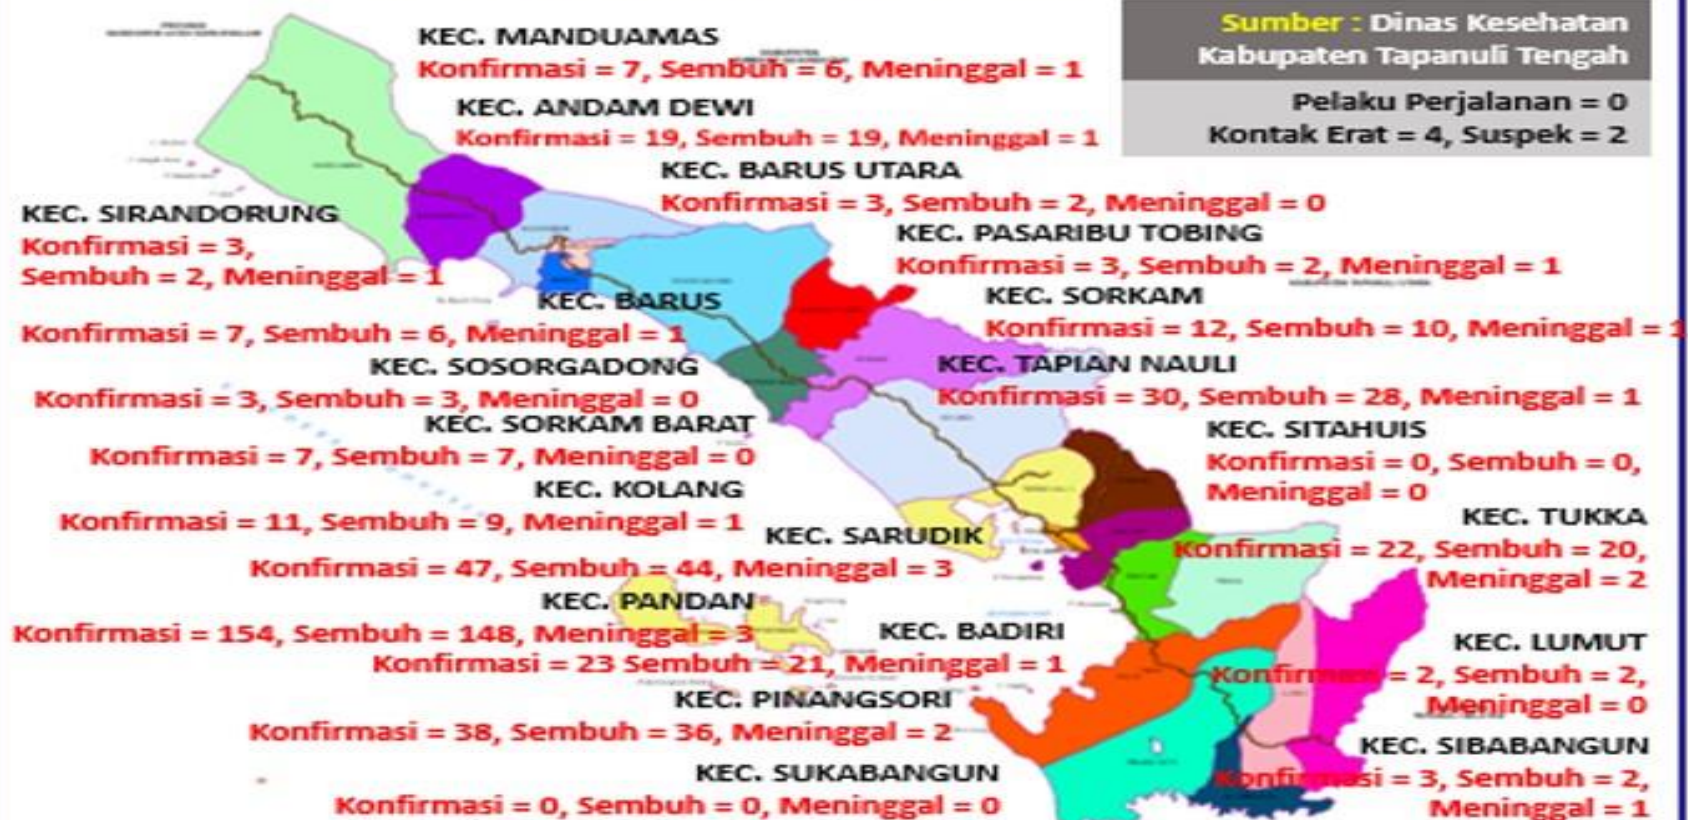 Sumber : Dinas Kesehatan
Kabupaten Tapanuli Tengah
Pelaku Perjalanan = 0
Kontak Erat = 4, Suspek = 2
KEC. MANDUAMAS
Konfirmasi = 7, Sembuh = 6, Meninggal = 1
KEC. ANDAM DEWI
Konfirmasi = 19, Sembuh = 19, Meninggal = 1
KEC. BARUS UTARA
Konfirmasi = 3, Sembuh = 2, Meninggal = 0
KEC. SIRANDORUNG
Konfirmasi = 3,
Sembuh = 2, Meninggal = 1
KEC. PASARIBU TOBING
Konfirmasi = 3, Sembuh = 2, Meninggal = 1
KEC. BARUS
Konfirmasi = 7, Sembuh = 6, Meninggal = 1
KEC. SORKAM
Konfirmasi = 12, Sembuh = 10, Meninggal = 1
KEC. SOSORGADONG
Konfirmasi = 3, Sembuh = 3, Meninggal = 0
KEC. TAPIAN NAULI
Konfirmasi = 30, Sembuh = 28, Meninggal = 1
KEC. SORKAM BARAT
Konfirmasi = 7, Sembuh = 7, Meninggal = 0
KEC. SITAHUIS
Konfirmasi = 0, Sembuh = 0,
Meninggal = 0
KEC. KOLANG
Konfirmasi = 11, Sembuh = 9, Meninggal = 1
KEC. TUKKA
Konfirmasi = 22, Sembuh = 20,
Meninggal = 2
KEC. SARUDIK
Konfirmasi = 47, Sembuh = 44, Meninggal = 3
KEC. PANDAN
Konfirmasi = 154, Sembuh = 148, Meninggal = 3
KEC. BADIRI
Konfirmasi = 23 Sembuh = 21, Meninggal = 1
KEC. LUMUT
Konfirmasi = 2, Sembuh = 2,
Meninggal = 0
KEC. PINANGSORI
Konfirmasi = 38, Sembuh = 36, Meninggal = 2
KEC. SIBABANGUN
Konfirmasi = 3, Sembuh = 2,
Meninggal = 1
KEC. SUKABANGUN
Konfirmasi = 0, Sembuh = 0, Meninggal = 0